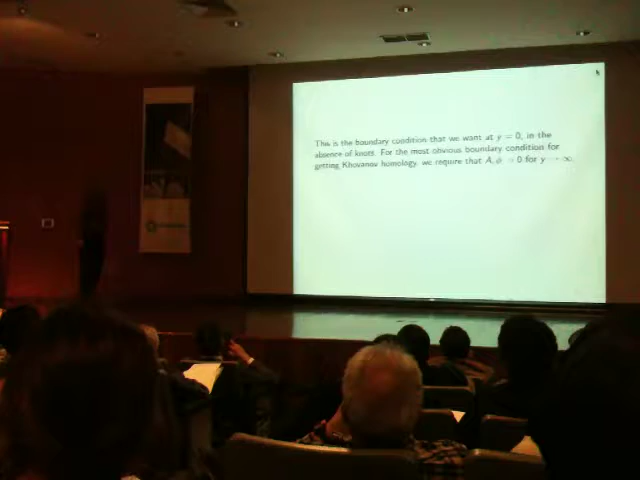 This is the boundary condition that we want at y = 0, in the
absence of knots. For the most obvious boundary condition for
getting Khovanov homology, we require that A, φ → 0 for y → ∞.